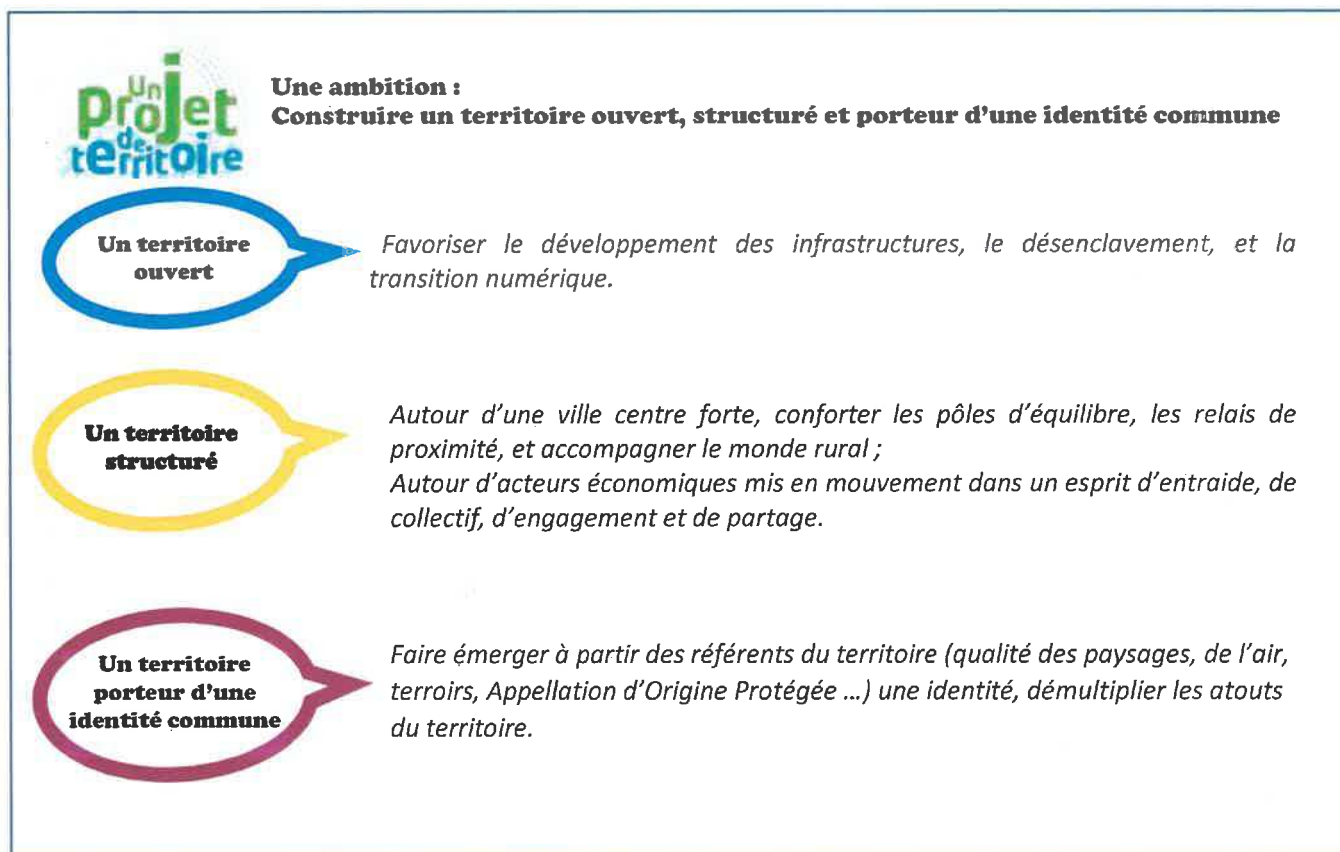 Un
projet
de
territoire
Une ambition :
Construire un territoire ouvert, structuré et porteur d'une identité commune
Un territoire
ouvert
Favoriser le développement des infrastructures, le désenclavement, et la
transition numérique.
Un territoire
structuré
Autour d'une ville centre forte, conforter les pôles d'équilibre, les relais de
proximité, et accompagner le monde rural ;
Autour d'acteurs économiques mis en mouvement dans un esprit d'entraide, de
collectif, d'engagement et de partage.
Un territoire
porteur d'une
identité commune
Faire émerger à partir des référents du territoire (qualité des paysages, de l'air,
terroirs, Appellation d'Origine Protégée ...) une identité, démultiplier les atouts
du territoire.